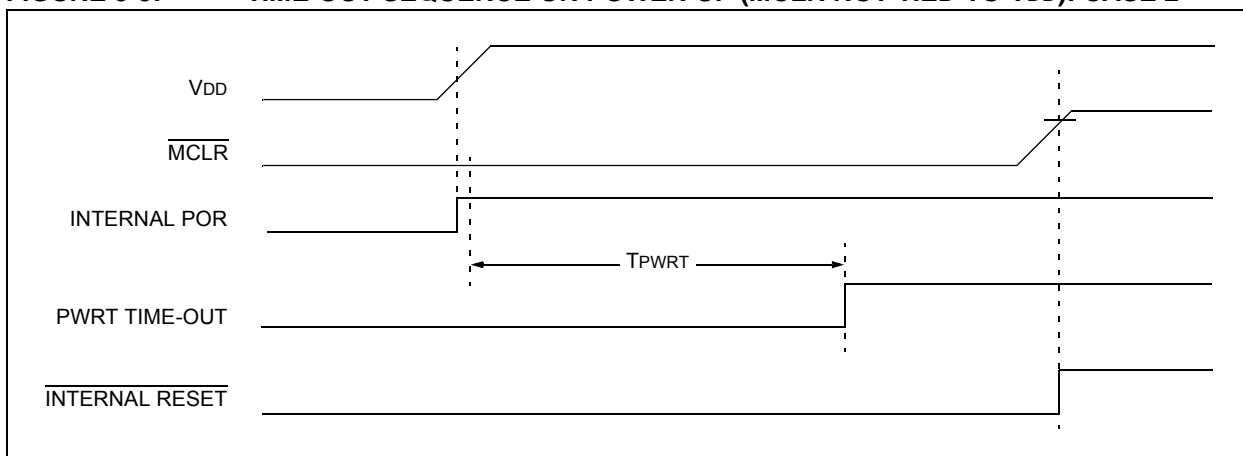 VDD
MCLR
INTERNAL POR
TPWRT
PWRT TIME-OUT
INTERNAL RESET